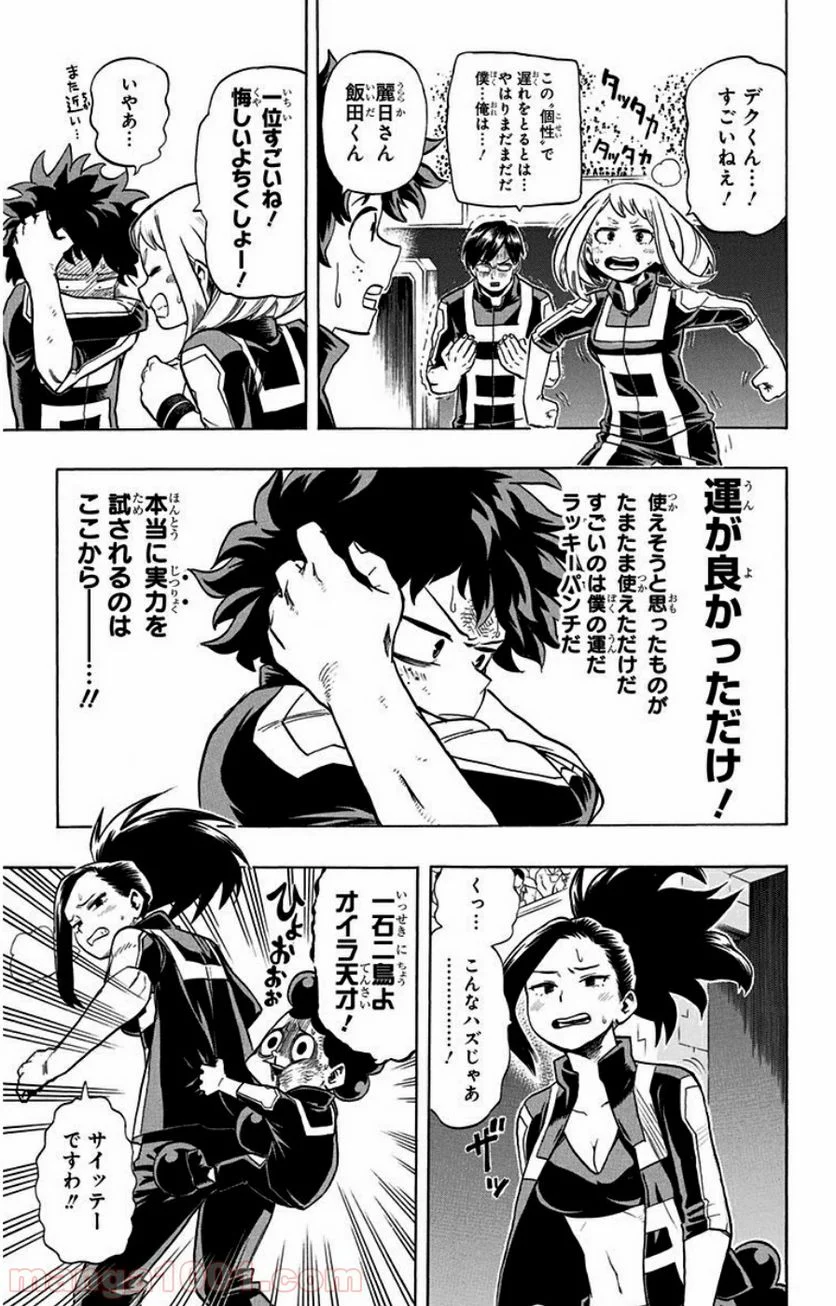 デクくん…！
すごいねえ！
タッタカ
タッタカ
この〝個性〟で
遅れをとるとは…
やはりまだまだだ
僕…俺は…！
麗日さん
飯田くん
一位すごいね！
悔しいよちくしょー！
いやあ…
また近い…
運が良かっただけ！
使えそうと思ったものが
たまたま使えただけだ
すごいのは僕の運だ
ラッキーパンチだ
本当に実力を
試されるのは
ここから――…!!
くっ…
こんなハズじゃあ
…………！
ザッ
一石二鳥よ
オイラ天才！
ひょおおおお
サイッテー
ですわ!!
manga1001.com